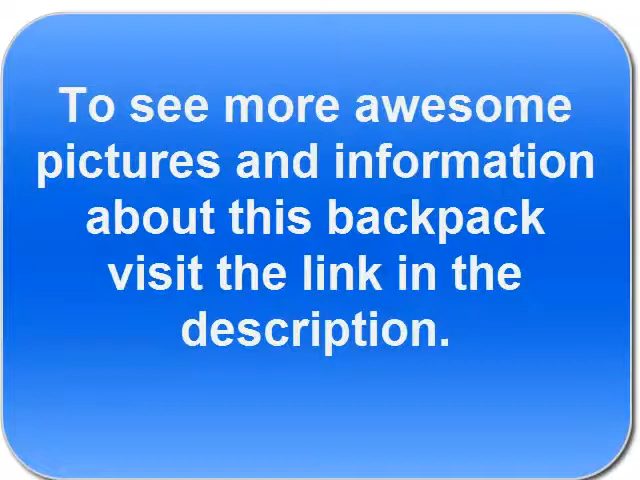 To see more awesome
pictures and information
about this backpack
visit the link in the
description.